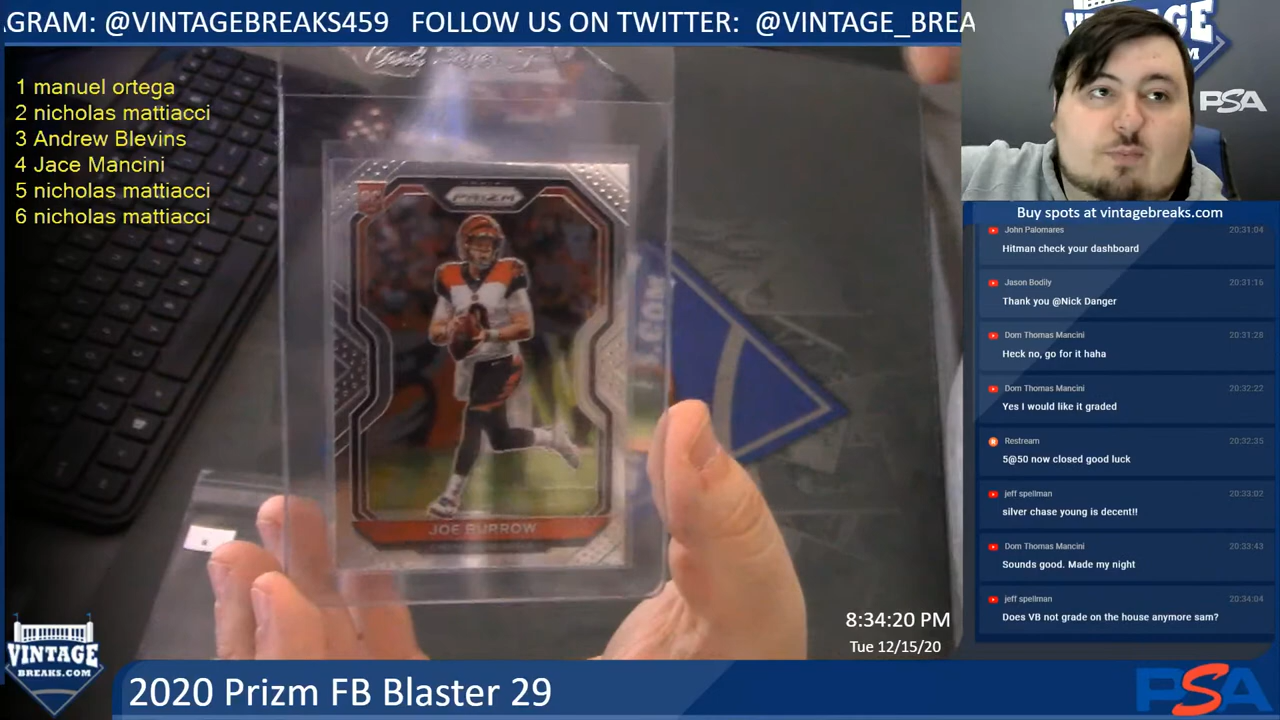 AGRAM: @VINTAGEBREAKS459 FOLLOW US ON TWITTER: @VINTAGE_BREA
1 manuel ortega
2 nicholas mattiacci
3 Andrew Blevins
4 Jace Mancini
5 nicholas mattiacci
6 nicholas mattiacci
RC
PRIZM
JOE BURROW
.COM
PSA
Buy spots at vintagebreaks.com
John Palomares 20:31:04
Hitman check your dashboard
Jason Bodily 20:31:16
Thank you @Nick Danger
Dom Thomas Mancini 20:31:28
Heck no, go for it haha
Dom Thomas Mancini 20:32:22
Yes I would like it graded
Restream 20:32:35
5@50 now closed good luck
jeff spellman 20:33:02
silver chase young is decent!!
Dom Thomas Mancini 20:33:43
Sounds good. Made my night
jeff spellman 20:34:04
Does VB not grade on the house anymore sam?
8:34:20 PM
Tue 12/15/20
VINTAGE
BREAKS.COM
2020 Prizm FB Blaster 29
PSA